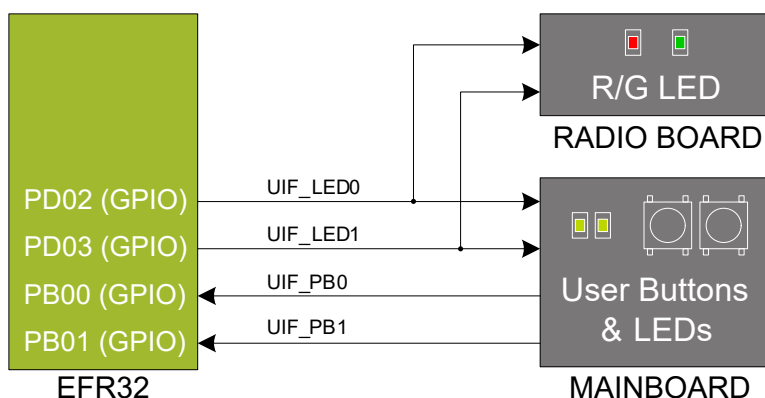 R/G LED
RADIO BOARD
PD02 (GPIO)
UIF_LED0
PD03 (GPIO)
UIF_LED1
PB00 (GPIO)
UIF_PB0
PB01 (GPIO)
UIF_PB1
User Buttons
& LEDs
EFR32
MAINBOARD